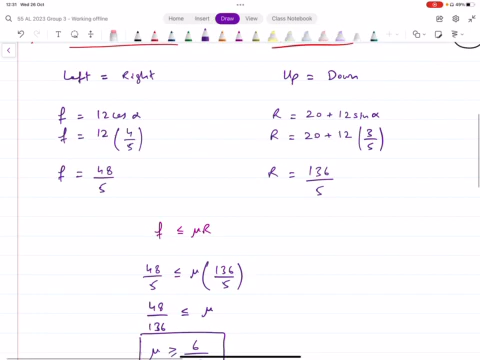 12:31 Wed 26 Oct
69%
S5 AL 2023 Group 3 - Working offline
Insert Draw View Class Notebook
Left = Right Up = Down
f = 12 cos α R = 20 + 12 sin α
f = 12 (4/5) R = 20 + 12 (3/5)
f = 48/5 R = 136/5
f ≤ μR
48/5 ≤ μ (136/5)
48/136 ≤ μ
μ ≥ 6